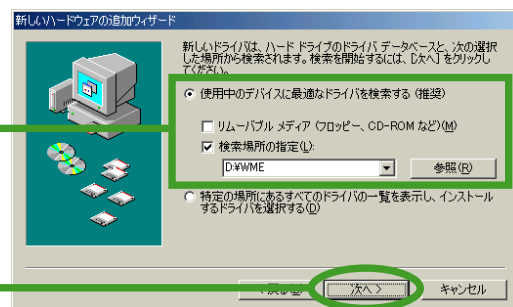 新しいハードウェアの追加ウィザード
新しいドライバは、ハード ドライブのドライバ データベースと、次の選択
した場所から検索されます。検索を開始するには、[次へ] をクリックし
てください。
使用中のデバイスに最適なドライバを検索する (推奨)
リムーバブル メディア (フロッピー、CD-ROM など)(M)
検索場所の指定(L):
D:¥WME
参照(R)
特定の場所にあるすべてのドライバの一覧を表示し、インストール
するドライバを選択する(D)
次へ >
キャンセル